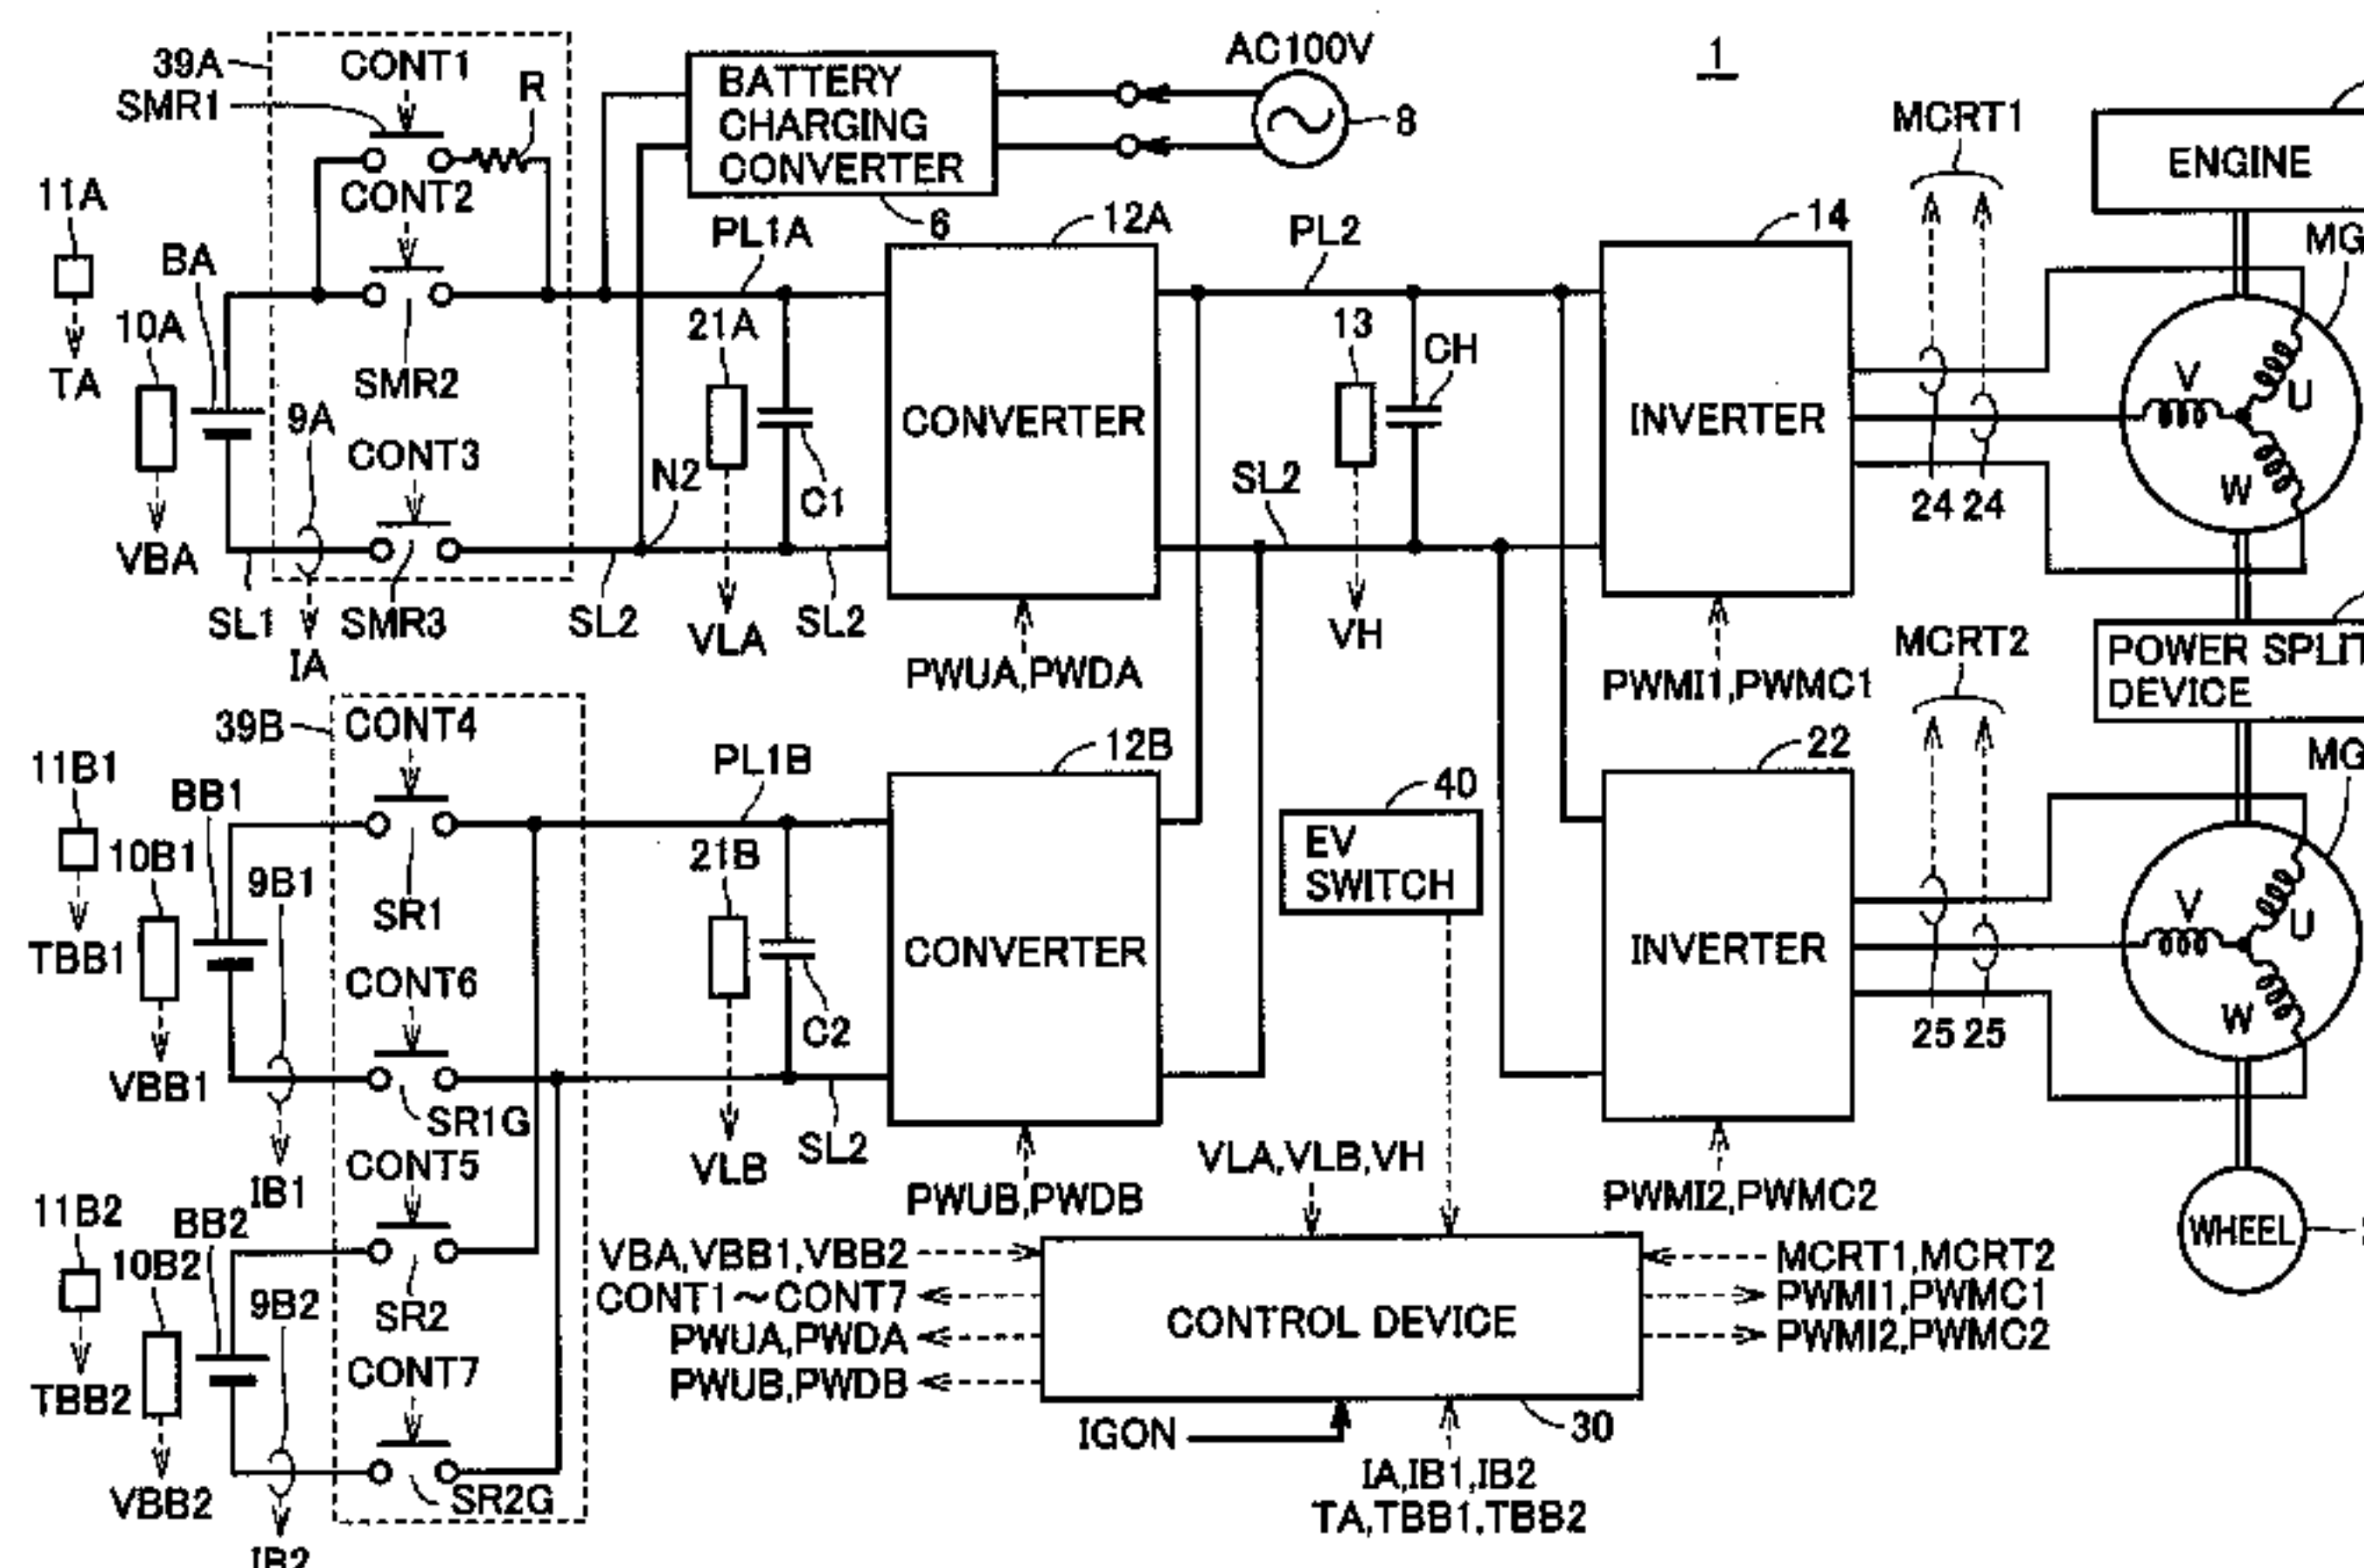 1
39A
CONT1
SMR1
R
CONT2
BATTERY
CHARGING
CONVERTER
6
AC100V
8
MCRT1
ENGINE
11A
TA
10A
VBA
BA
9A
SMR2
CONT3
SL1
IA
SMR3
SL2
N2
PL1A
21A
VLA
C1
SL2
12A
CONVERTER
PWUA,PWDA
PL2
13
VH
CH
SL2
14
INVERTER
PWMI1,PWMC1
24 24
MG
V
U
W
POWER SPLIT
DEVICE
39B
CONT4
11B1
TBB1
10B1
VBB1
BB1
9B1
IB1
SR1
CONT6
SR1G
PL1B
21B
VLB
C2
SL2
12B
CONVERTER
PWUB,PWDB
40
EV
SWITCH
22
INVERTER
PWMI2,PWMC2
MCRT2
25 25
MG
V
U
W
WHEEL
11B2
TBB2
10B2
VBB2
BB2
9B2
IB2
CONT5
SR2
CONT7
SR2G
VLA,VLB,VH
VBA,VBB1,VBB2
CONT1～CONT7
PWUA,PWDA
PWUB,PWDB
CONTROL DEVICE
30
MCRT1,MCRT2
PWMI1,PWMC1
PWMI2,PWMC2
IGON
IA,IB1,IB2
TA,TBB1,TBB2